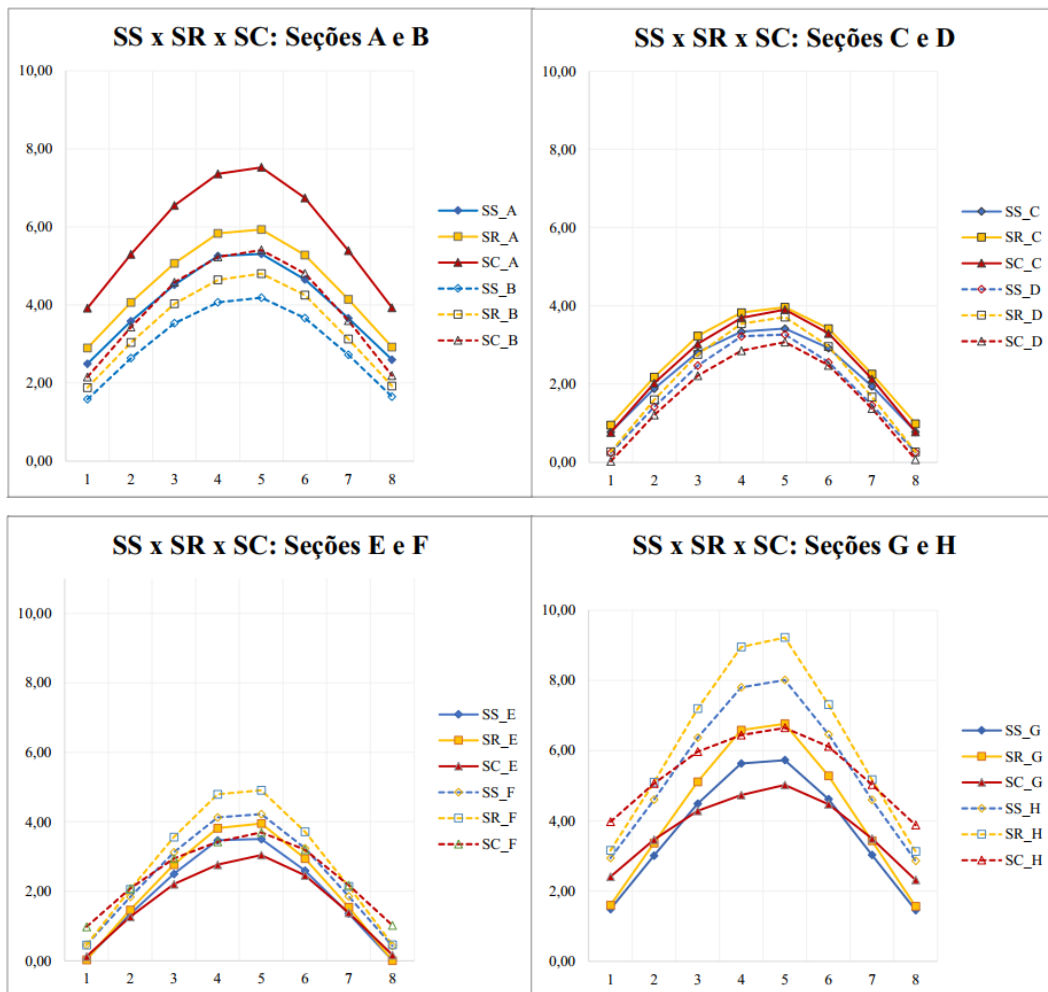 SS x SR x SC: Seções A e B
10,00
8,00
6,00
4,00
2,00
0,00
1 2 3 4 5 6 7 8
SS_A
SR_A
SC_A
SS_B
SR_B
SC_B
SS x SR x SC: Seções C e D
10,00
8,00
6,00
4,00
2,00
0,00
1 2 3 4 5 6 7 8
SS_C
SR_C
SC_C
SS_D
SR_D
SC_D
SS x SR x SC: Seções E e F
10,00
8,00
6,00
4,00
2,00
0,00
1 2 3 4 5 6 7 8
SS_E
SR_E
SC_E
SS_F
SR_F
SC_F
SS x SR x SC: Seções G e H
10,00
8,00
6,00
4,00
2,00
0,00
1 2 3 4 5 6 7 8
SS_G
SR_G
SC_G
SS_H
SR_H
SC_H